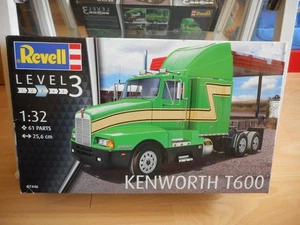 Revell
LEVEL 3
1:32
61 PARTS
25,6 cm
KENWORTH T600